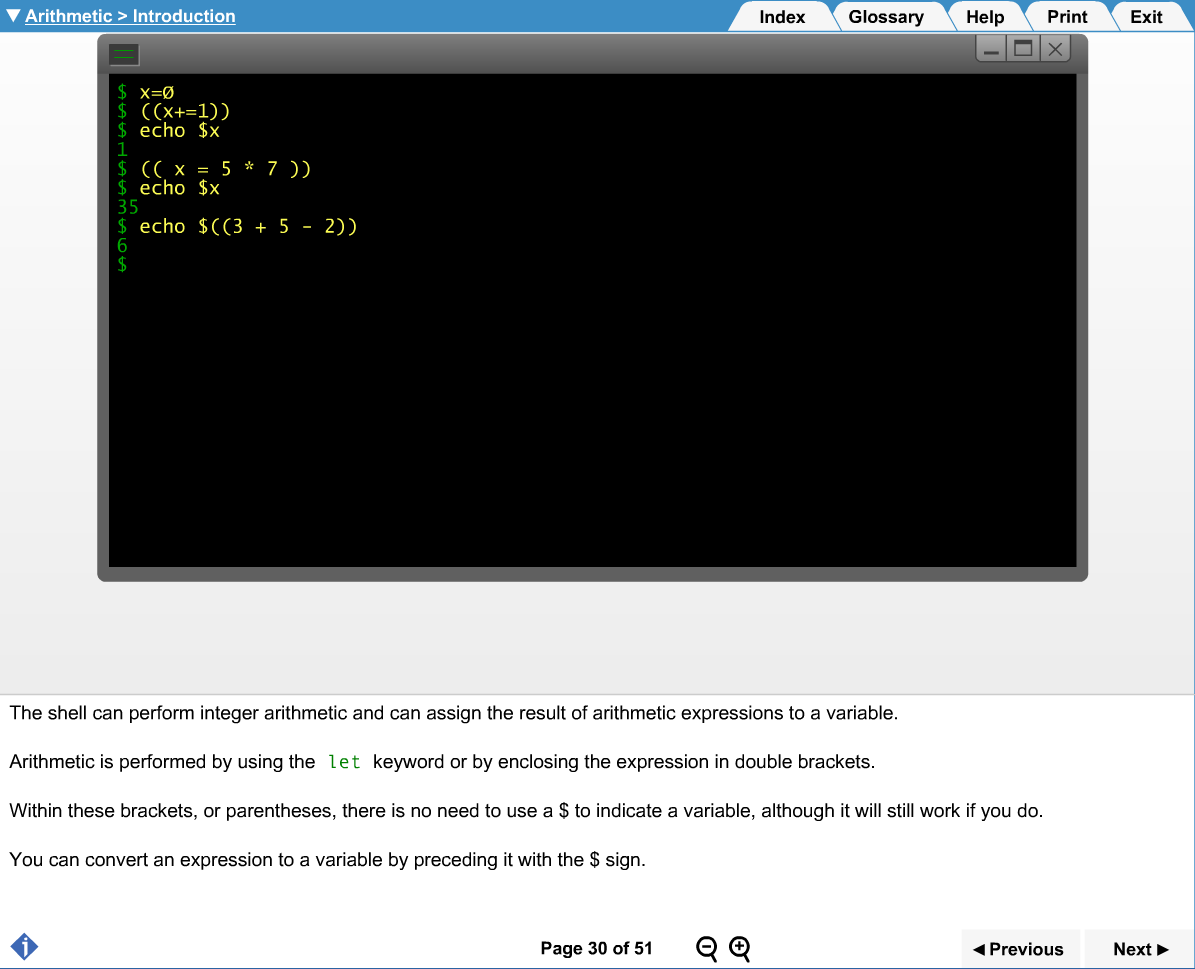 ▼ Arithmetic > Introduction
Index
Glossary
Help
Print
Exit
$ x=0
$ ((x+=1))
$ echo $x
1
$ (( x = 5 * 7 ))
$ echo $x
35
$ echo $((3 + 5 - 2))
6
$
The shell can perform integer arithmetic and can assign the result of arithmetic expressions to a variable.
Arithmetic is performed by using the let keyword or by enclosing the expression in double brackets.
Within these brackets, or parentheses, there is no need to use a $ to indicate a variable, although it will still work if you do.
You can convert an expression to a variable by preceding it with the $ sign.
i
Page 30 of 51
◀ Previous
Next ▶